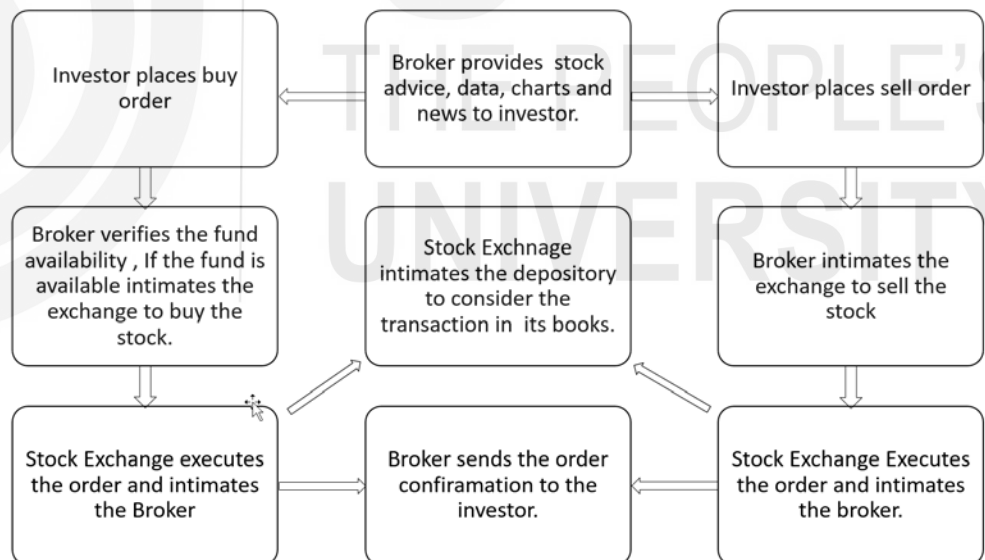 Investor places buy
order
Broker provides stock
advice, data, charts and
news to investor.
Investor places sell order
Broker verifies the fund
availability , If the fund is
available intimates the
exchange to buy the
stock.
Stock Exchnage
intimates the depository
to consider the
transaction in its books.
Broker intimates the
exchange to sell the
stock
Stock Exchange executes
the order and intimates
the Broker
Broker sends the order
confiramation to the
investor.
Stock Exchange Executes
the order and intimates
the broker.
THE PEOPLE'S
UNIVERSITY